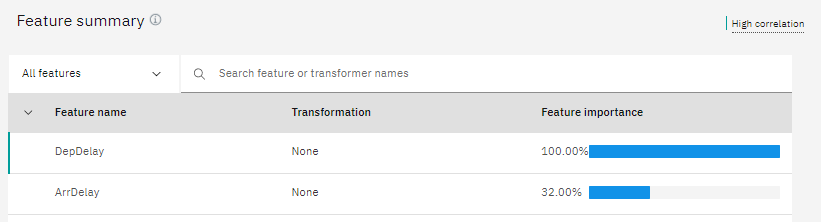 Feature summary
High correlation
All features
Search feature or transformer names
Feature name Transformation Feature importance
DepDelay None 100.00%
ArrDelay None 32.00%